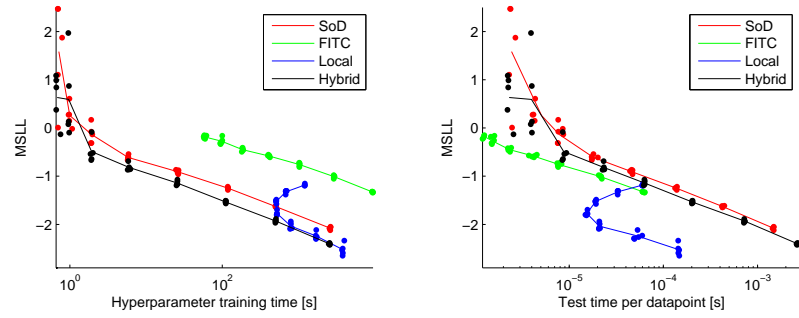 MSLL
2
1
0
−1
−2
10^0
10^2
Hyperparameter training time [s]
SoD
FITC
Local
Hybrid
MSLL
2
1
0
−1
−2
10^−5
10^−4
10^−3
Test time per datapoint [s]
SoD
FITC
Local
Hybrid